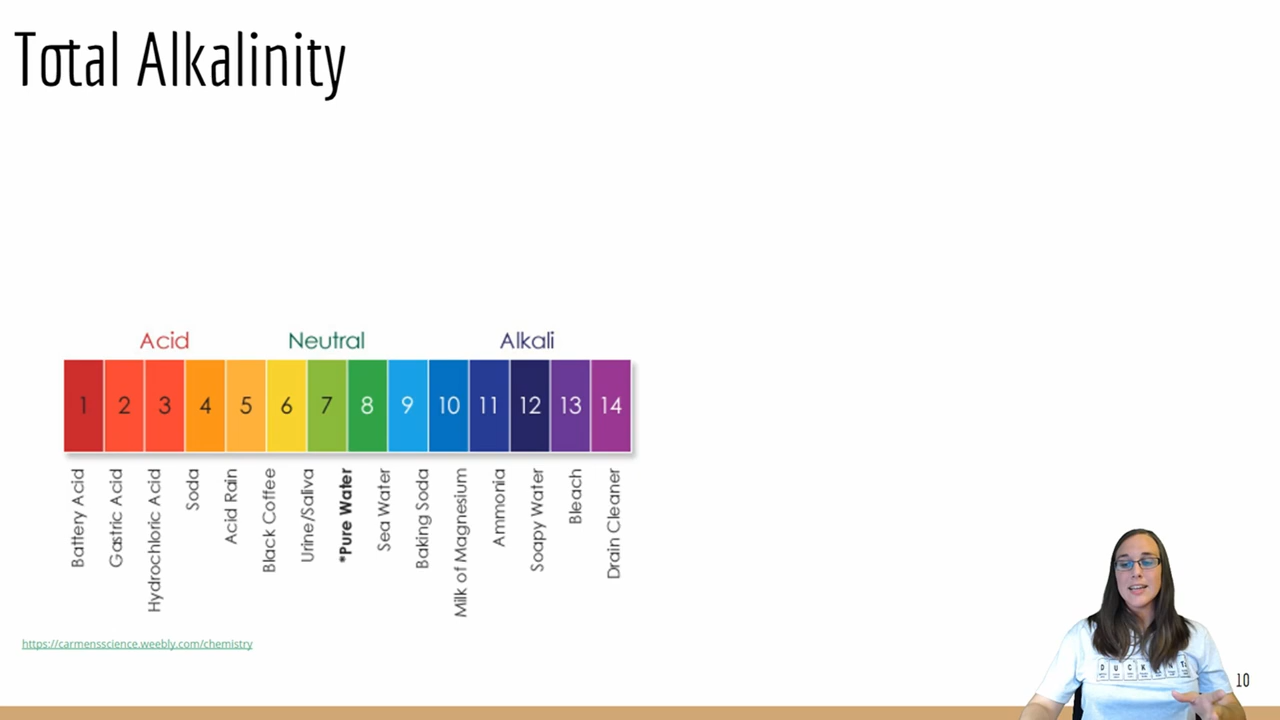 Total Alkalinity
Acid Neutral Alkali
1 2 3 4 5 6 7 8 9 10 11 12 13 14
Battery Acid
Gastric Acid
Hydrochloric Acid
Soda
Acid Rain
Black Coffee
Urine/Saliva
*Pure Water
Sea Water
Baking Soda
Milk of Magnesium
Ammonia
Soapy Water
Bleach
Drain Cleaner
https://carmensscience.weebly.com/chemistry
10